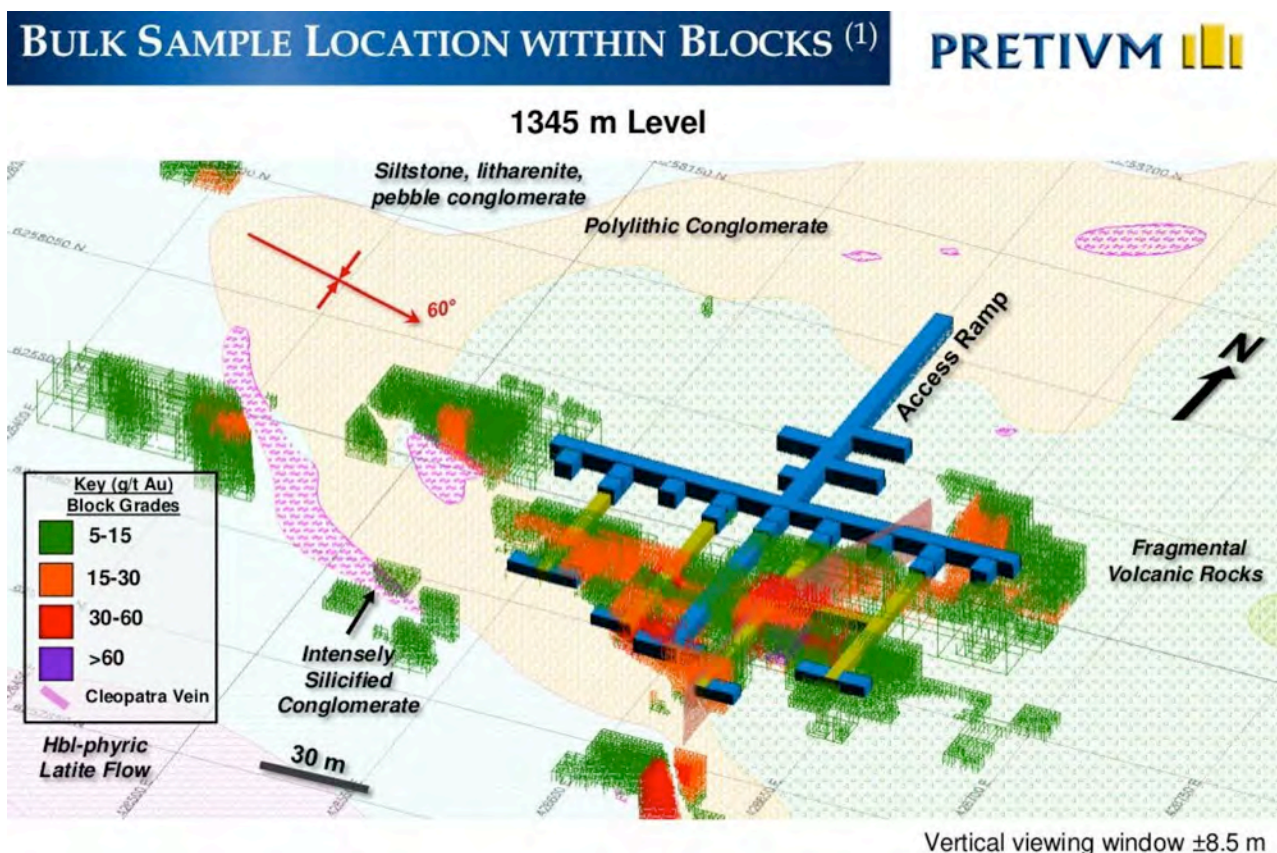 BULK SAMPLE LOCATION WITHIN BLOCKS (1)
PRETIVM
1345 m Level
Siltstone, litharenite,
pebble conglomerate
Polylithic Conglomerate
6258150 N
6258050 N
60°
Access Ramp
N
Key (g/t Au)
Block Grades
5-15
15-30
30-60
>60
Cleopatra Vein
Fragmental
Volcanic Rocks
Intensely
Silicified
Conglomerate
Hbl-phyric
Latite Flow
30 m
Vertical viewing window ±8.5 m